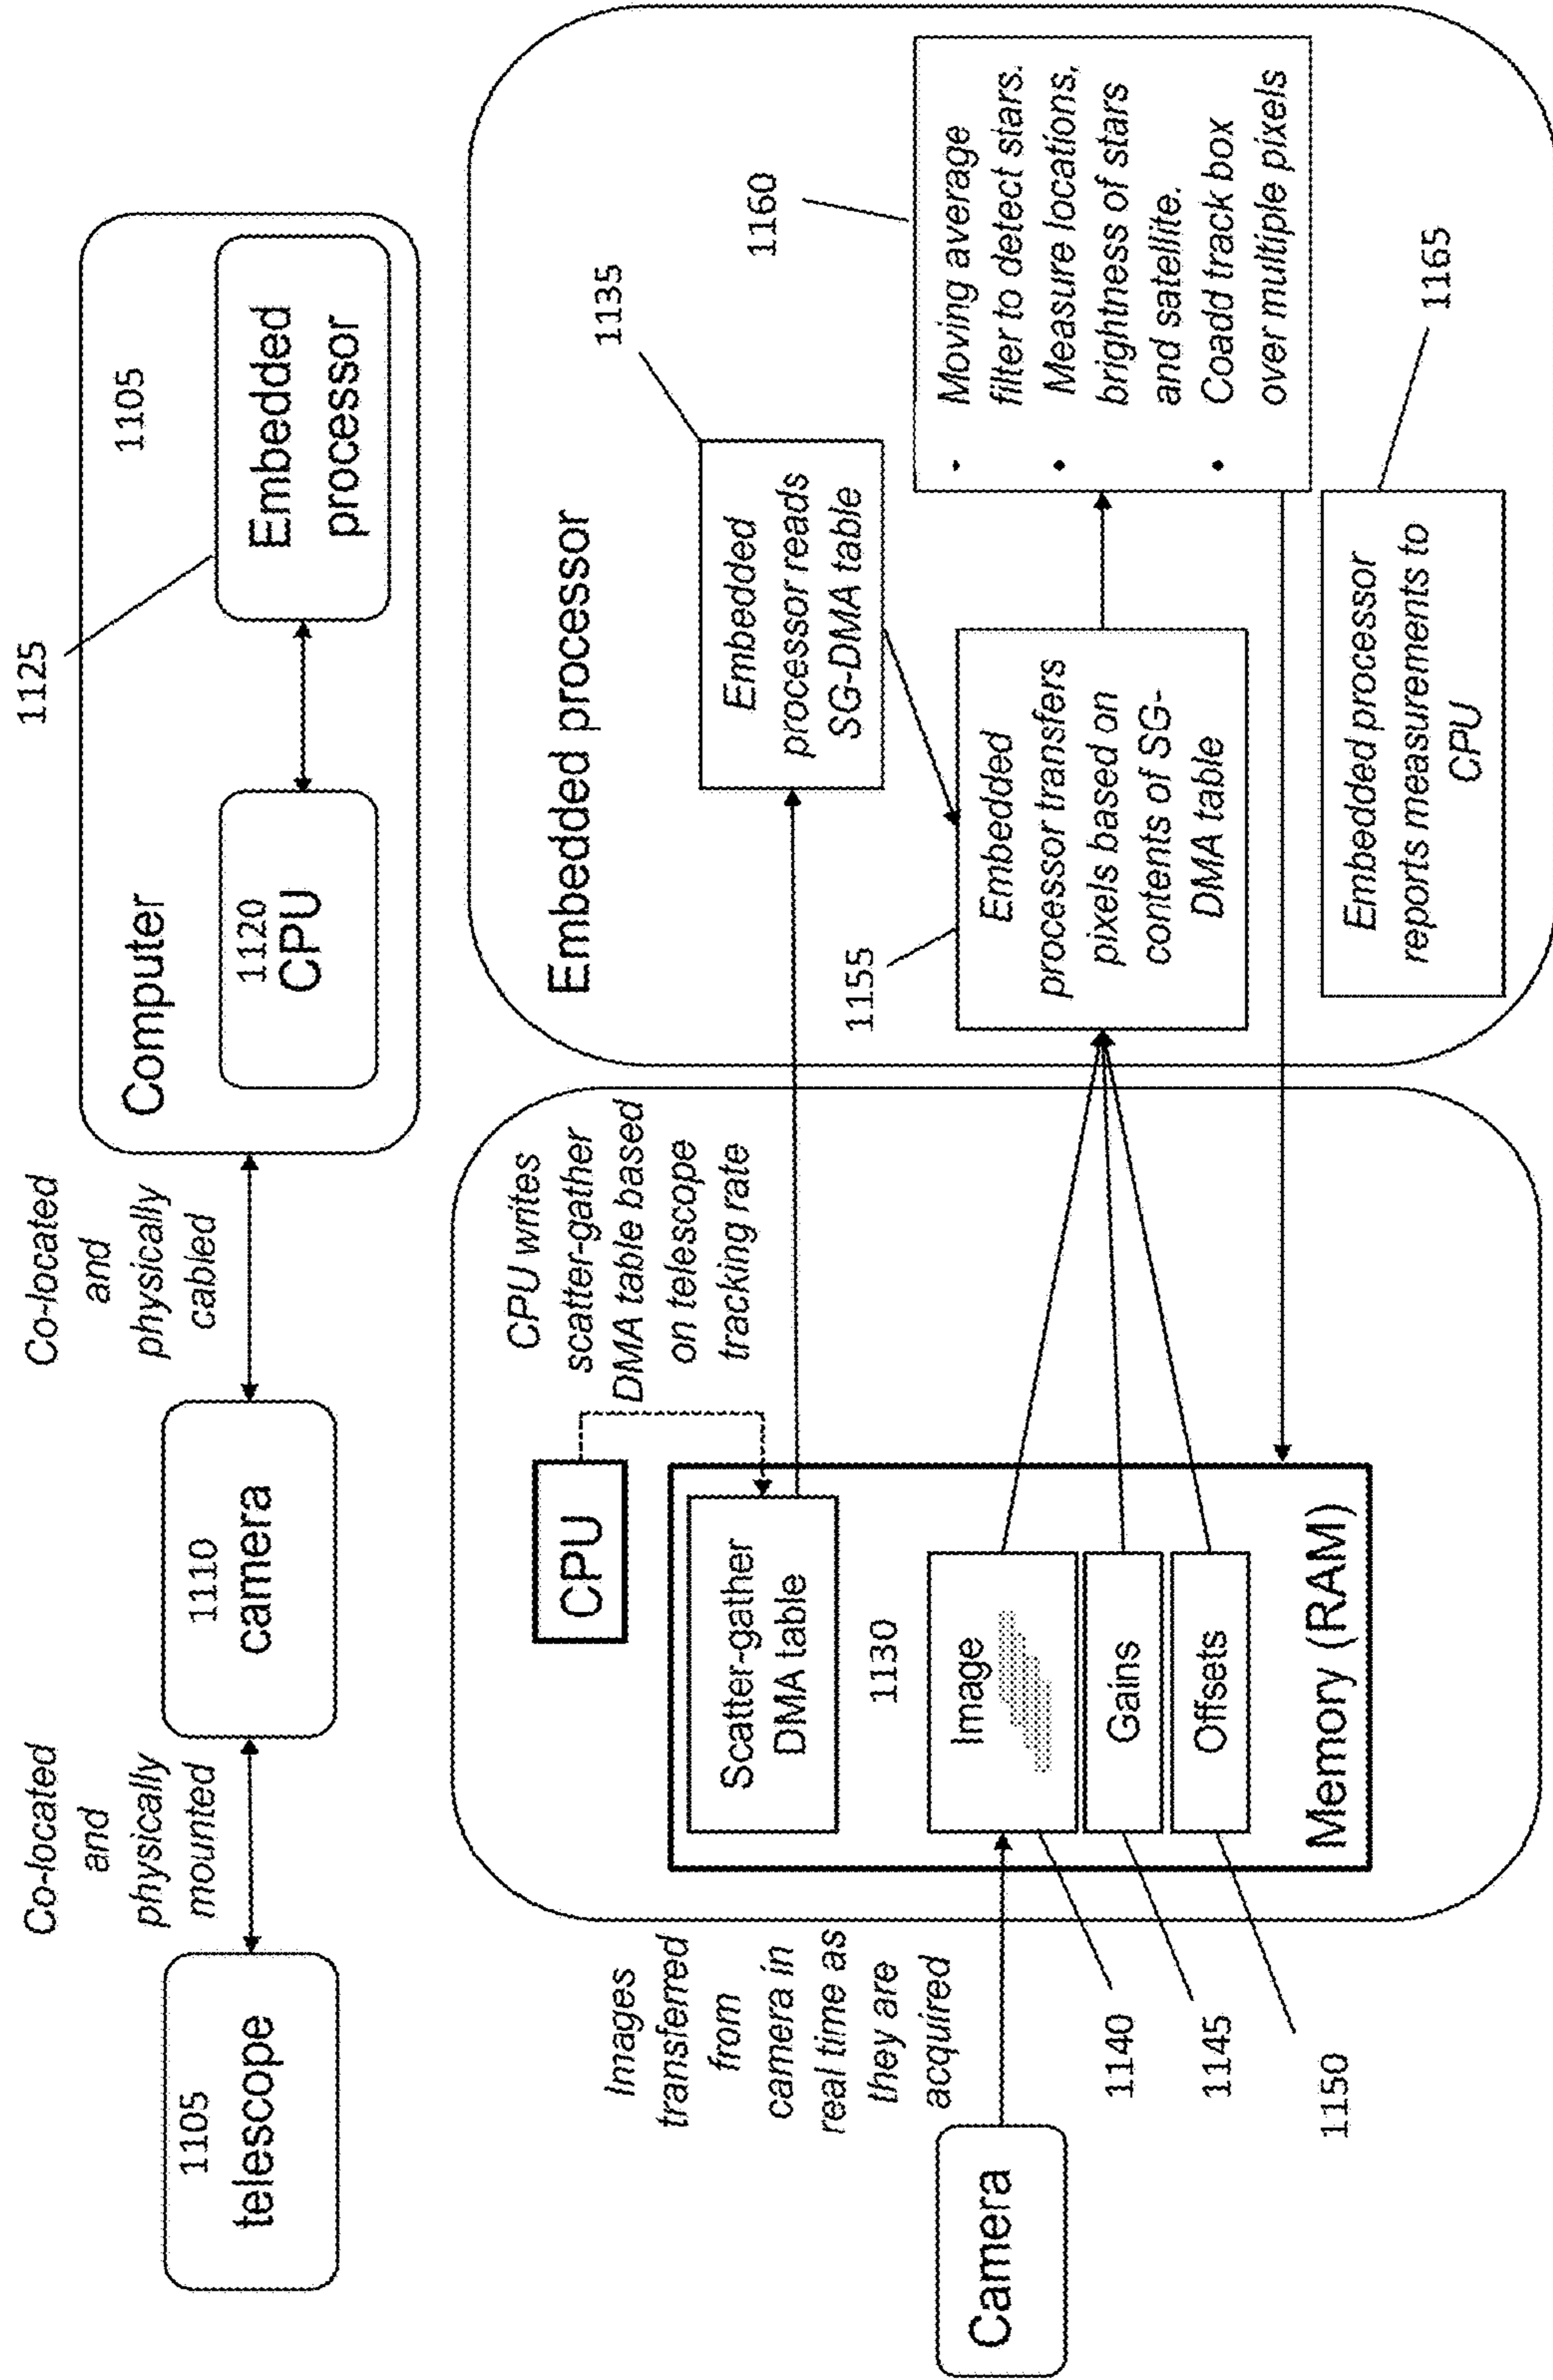 Co-located
and
physically
mounted
Co-located
and
physically
cabled
1125
1105
telescope
1110
camera
Computer
1120
CPU
1105
Embedded
processor
Images
transferred
from
camera in
real time as
they are
acquired
Camera
1140
1145
1150
CPU
CPU writes
scatter-gather
DMA table based
on telescope
tracking rate
Scatter-gather
DMA table
1130
Image
Gains
Offsets
Memory (RAM)
Embedded processor
1135
Embedded
processor reads
SG-DMA table
1155
Embedded
processor transfers
pixels based on
contents of SG-
DMA table
1160
• Moving average
filter to detect stars.
• Measure locations,
brightness of stars
and satellite.
• Coadd track box
over multiple pixels
1165
Embedded processor
reports measurements to
CPU